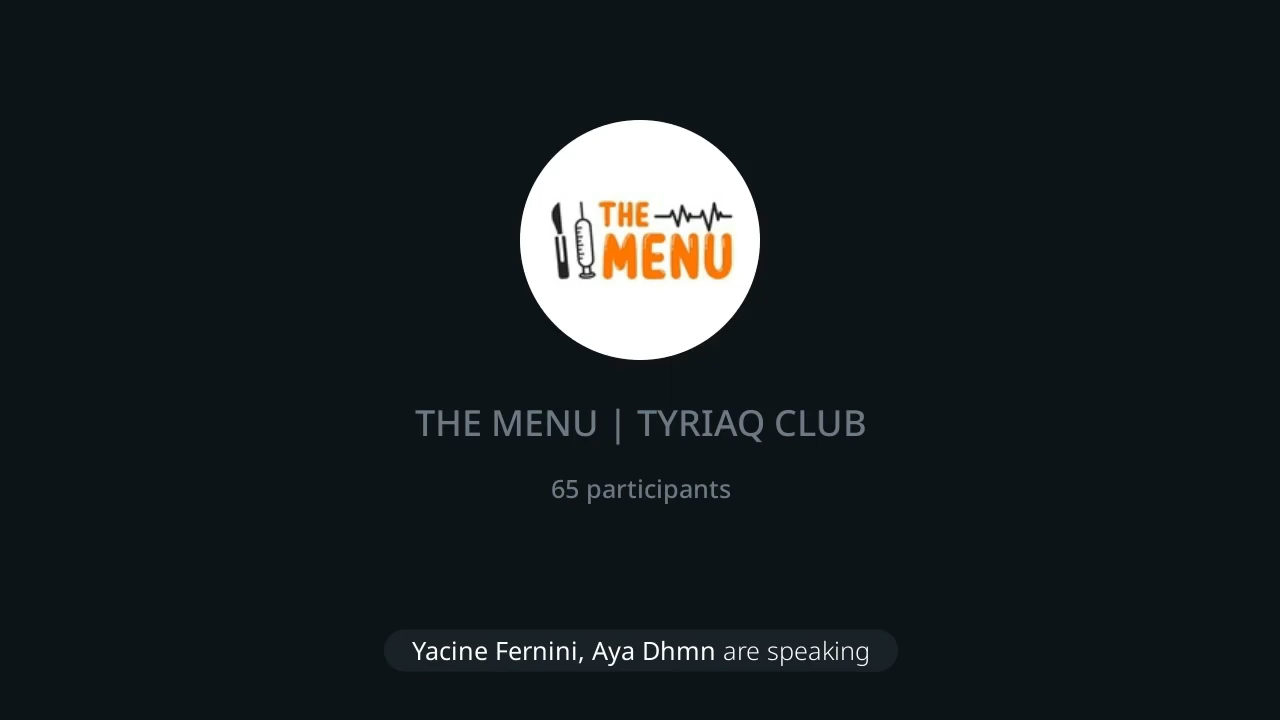 THE
MENU
THE MENU | TYRIAQ CLUB
65 participants
Yacine Fernini, Aya Dhmn are speaking